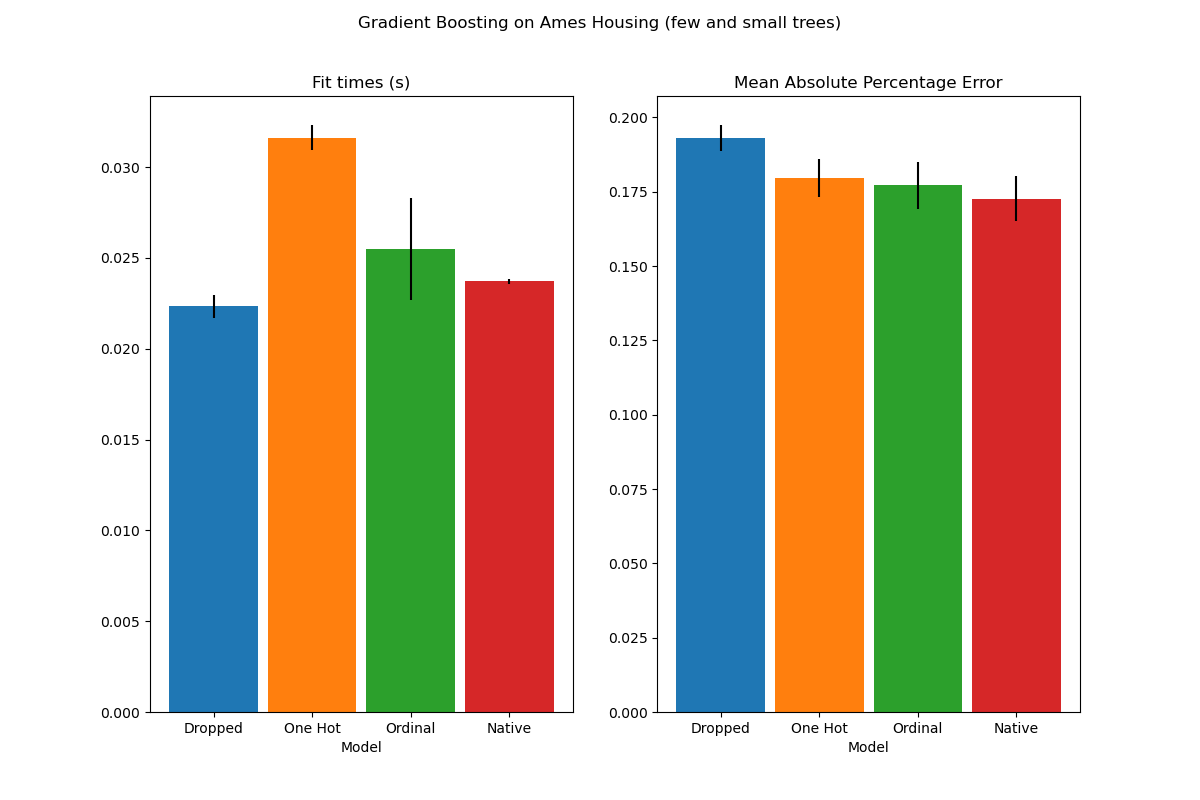 Gradient Boosting on Ames Housing (few and small trees)
Fit times (s)
0.030
0.025
0.020
0.015
0.010
0.005
0.000
Dropped One Hot Ordinal Native
Model
Mean Absolute Percentage Error
0.200
0.175
0.150
0.125
0.100
0.075
0.050
0.025
0.000
Dropped One Hot Ordinal Native
Model